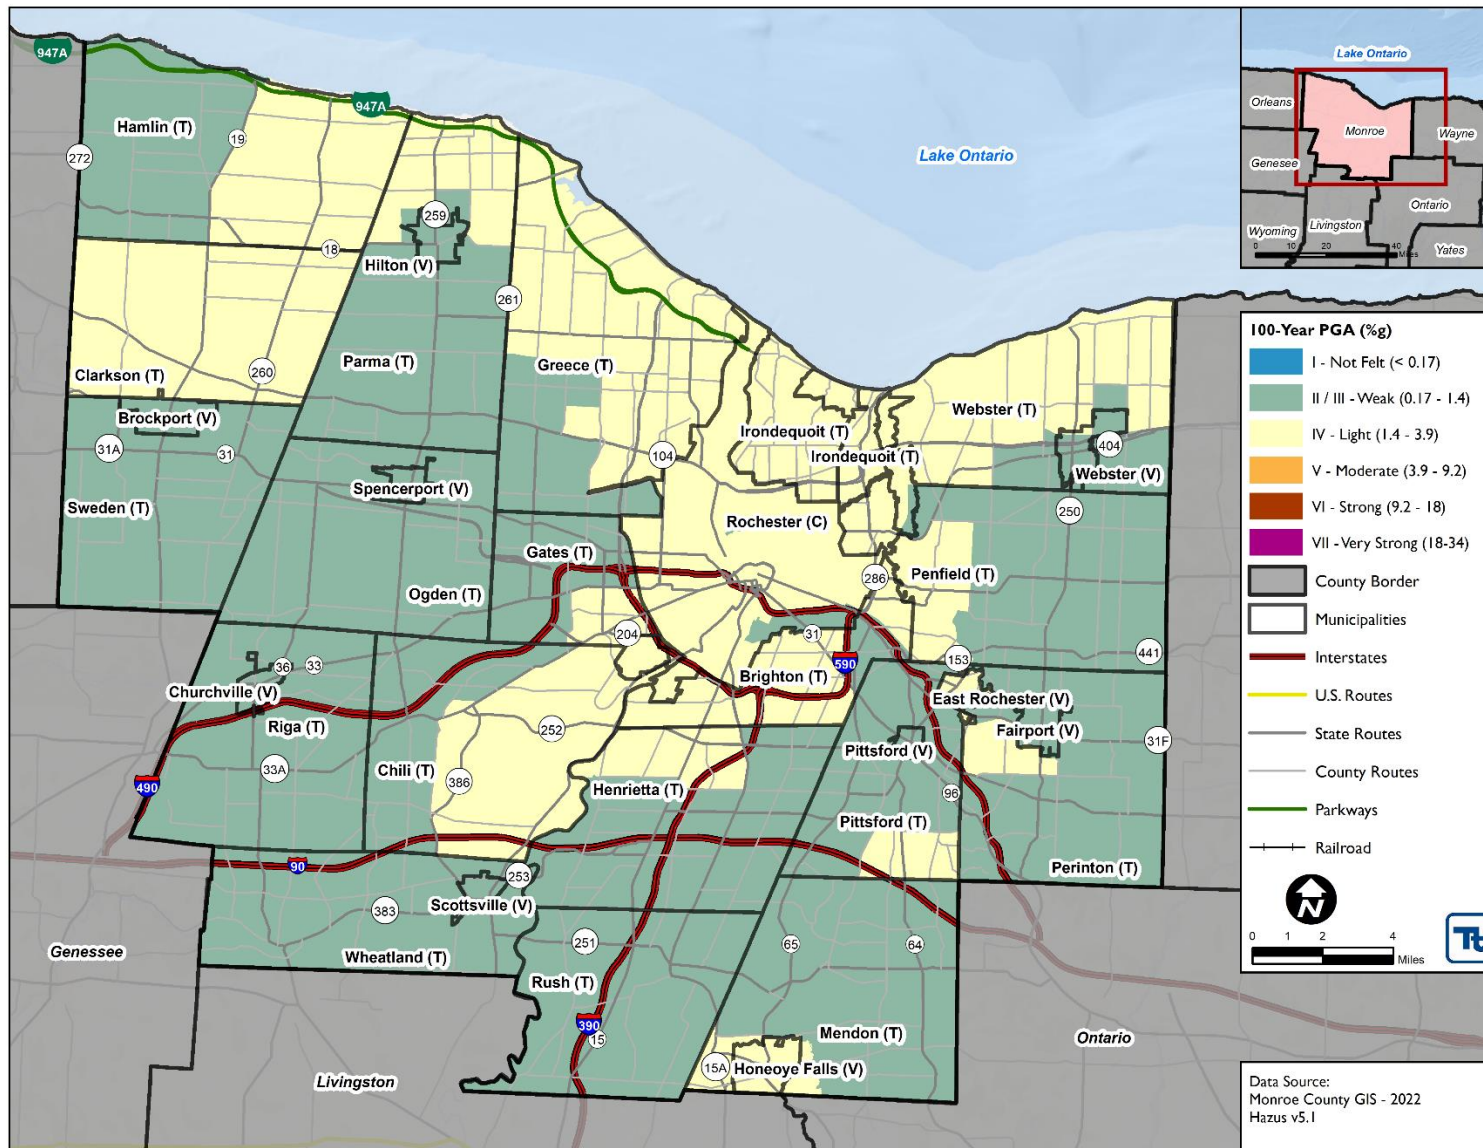 947A
947A
Hamlin (T)
19
272
Lake Ontario
259
18
Hilton (V)
261
Parma (T)
Greece (T)
Clarkson (T)
260
Brockport (V)
Webster (T)
Irondequoit (T)
Irondequoit (T)
31A
31
104
404
Webster (V)
Spencerport (V)
Sweden (T)
Rochester (C)
250
Gates (T)
286
Penfield (T)
Ogden (T)
204
31
590
153
441
36
33
Brighton (T)
Churchville (V)
East Rochester (V)
Riga (T)
252
Fairport (V)
Pittsford (V)
31F
33A
Chili (T)
386
Henrietta (T)
490
96
Pittsford (T)
90
253
Perinton (T)
Scottsville (V)
383
251
65
64
Genessee
Wheatland (T)
Rush (T)
390
15
Mendon (T)
Ontario
15A
Honeoye Falls (V)
Livingston
Lake Ontario
Orleans
Monroe
Wayne
Genesee
Ontario
Livingston
Wyoming
Yates
0 10 20 40
Miles
100-Year PGA (%g)
I - Not Felt (< 0.17)
II / III - Weak (0.17 - 1.4)
IV - Light (1.4 - 3.9)
V - Moderate (3.9 - 9.2)
VI - Strong (9.2 - 18)
VII - Very Strong (18-34)
County Border
Municipalities
Interstates
U.S. Routes
State Routes
County Routes
Parkways
Railroad
N
0 1 2 4
Miles
Tt
Data Source:
Monroe County GIS - 2022
Hazus v5.1